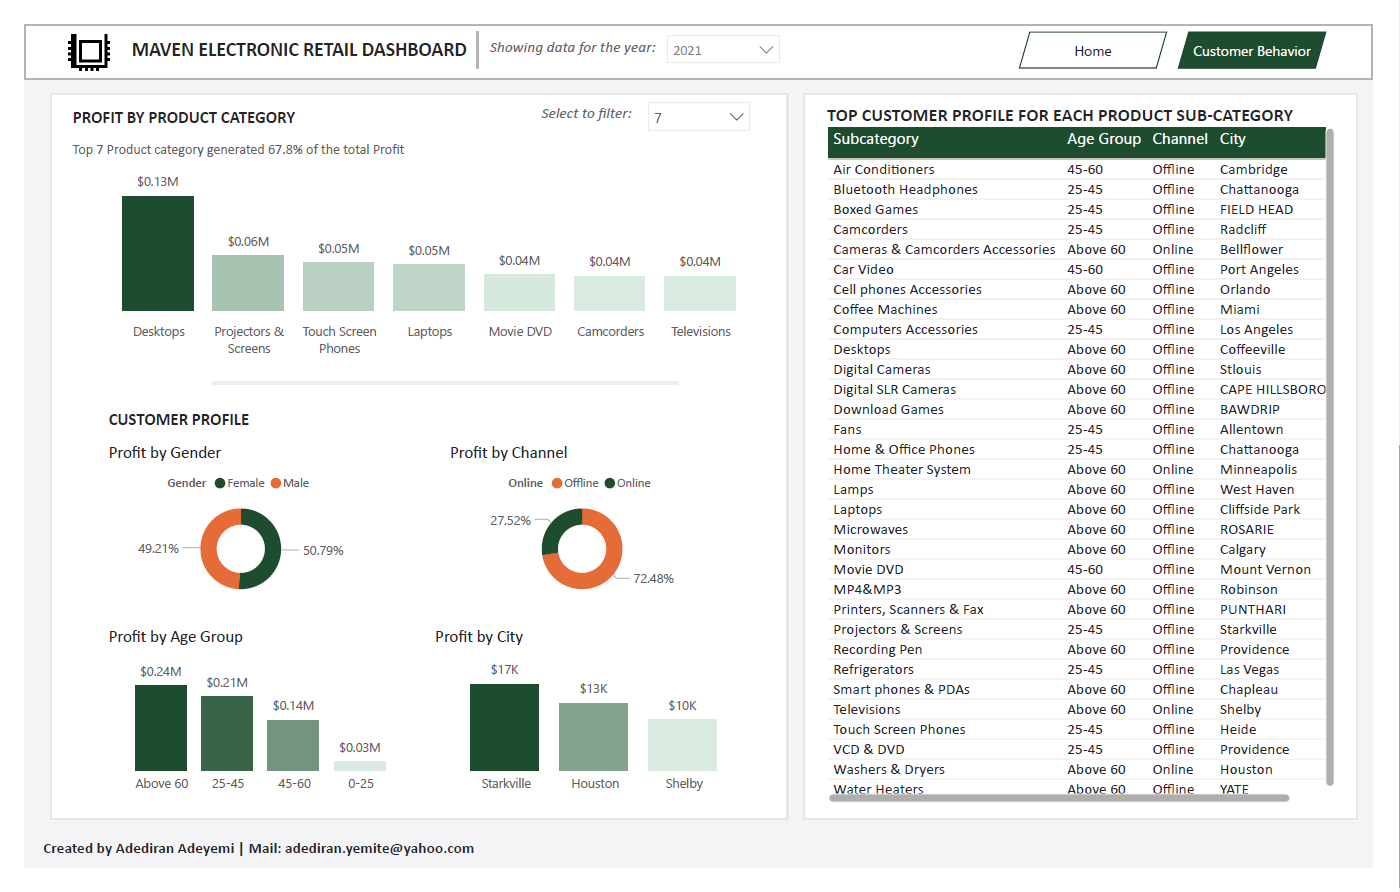 MAVEN ELECTRONIC RETAIL DASHBOARD
Showing data for the year:
2021
Home
Customer Behavior
PROFIT BY PRODUCT CATEGORY
Select to filter:
7
Top 7 Product category generated 67.8% of the total Profit
$0.13M
$0.06M
$0.05M
$0.05M
$0.04M
$0.04M
$0.04M
Desktops
Projectors &
Screens
Touch Screen
Phones
Laptops
Movie DVD
Camcorders
Televisions
CUSTOMER PROFILE
Profit by Gender
Gender Female Male
49.21%
50.79%
Profit by Channel
Online Offline Online
27.52%
72.48%
Profit by Age Group
$0.24M
$0.21M
$0.14M
$0.03M
Above 60
25-45
45-60
0-25
Profit by City
$17K
$13K
$10K
Starkville
Houston
Shelby
TOP CUSTOMER PROFILE FOR EACH PRODUCT SUB-CATEGORY
Subcategory Age Group Channel City
Air Conditioners 45-60 Offline Cambridge
Bluetooth Headphones 25-45 Offline Chattanooga
Boxed Games 25-45 Offline FIELD HEAD
Camcorders 25-45 Offline Radcliff
Cameras & Camcorders Accessories Above 60 Online Bellflower
Car Video 45-60 Offline Port Angeles
Cell phones Accessories Above 60 Offline Orlando
Coffee Machines Above 60 Offline Miami
Computers Accessories 25-45 Offline Los Angeles
Desktops Above 60 Offline Coffeeville
Digital Cameras Above 60 Offline Stlouis
Digital SLR Cameras Above 60 Offline CAPE HILLSBORO
Download Games Above 60 Offline BAWDRIP
Fans 25-45 Offline Allentown
Home & Office Phones 25-45 Offline Chattanooga
Home Theater System Above 60 Online Minneapolis
Lamps Above 60 Offline West Haven
Laptops Above 60 Offline Cliffside Park
Microwaves Above 60 Offline ROSARIE
Monitors Above 60 Offline Calgary
Movie DVD 45-60 Offline Mount Vernon
MP4&MP3 Above 60 Offline Robinson
Printers, Scanners & Fax Above 60 Offline PUNTHARI
Projectors & Screens 25-45 Offline Starkville
Recording Pen Above 60 Offline Providence
Refrigerators 25-45 Offline Las Vegas
Smart phones & PDAs Above 60 Offline Chapleau
Televisions Above 60 Online Shelby
Touch Screen Phones 25-45 Offline Heide
VCD & DVD 25-45 Offline Providence
Washers & Dryers Above 60 Online Houston
Water Heaters Above 60 Offline YATE
Created by Adediran Adeyemi | Mail: adediran.yemite@yahoo.com